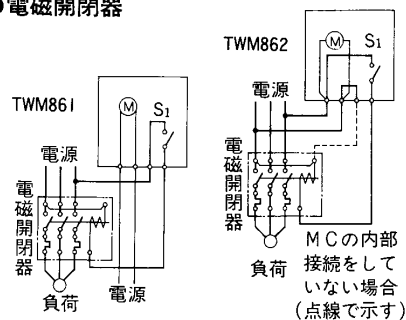 電磁開閉器
TWM861
M
S1
電源
電磁開閉器
負荷
電源
TWM862
M
S1
電源
電磁開閉器
負荷
MCの内部
接続をして
いない場合
(点線で示す)